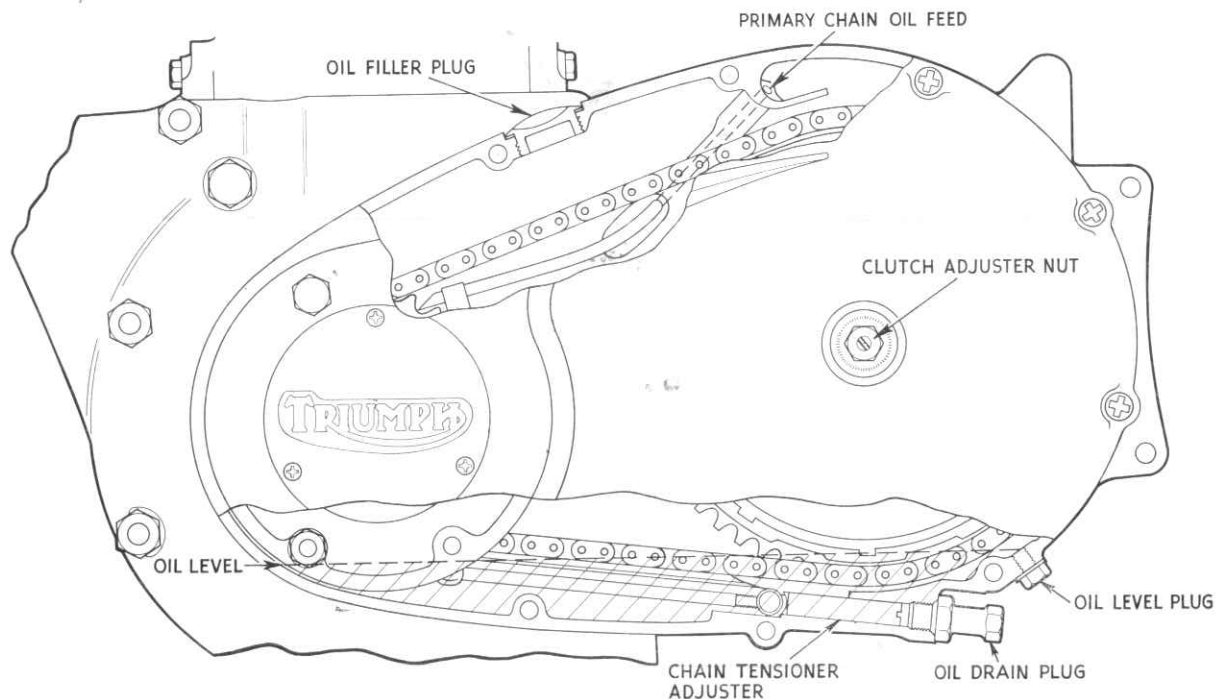 PRIMARY CHAIN OIL FEED
OIL FILLER PLUG
CLUTCH ADJUSTER NUT
TRIUMPH
OIL LEVEL
OIL LEVEL PLUG
CHAIN TENSIONER
ADJUSTER
OIL DRAIN PLUG